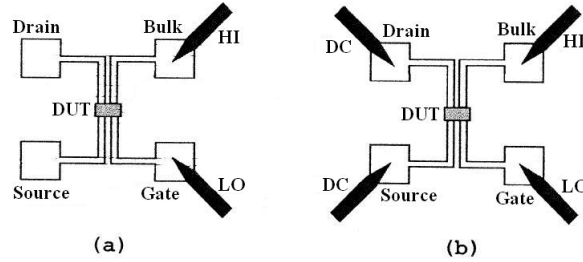 Drain
Bulk
HI
DUT
Source
Gate
LO
(a)
Drain
Bulk
DC
HI
DUT
DC
Source
Gate
LO
(b)